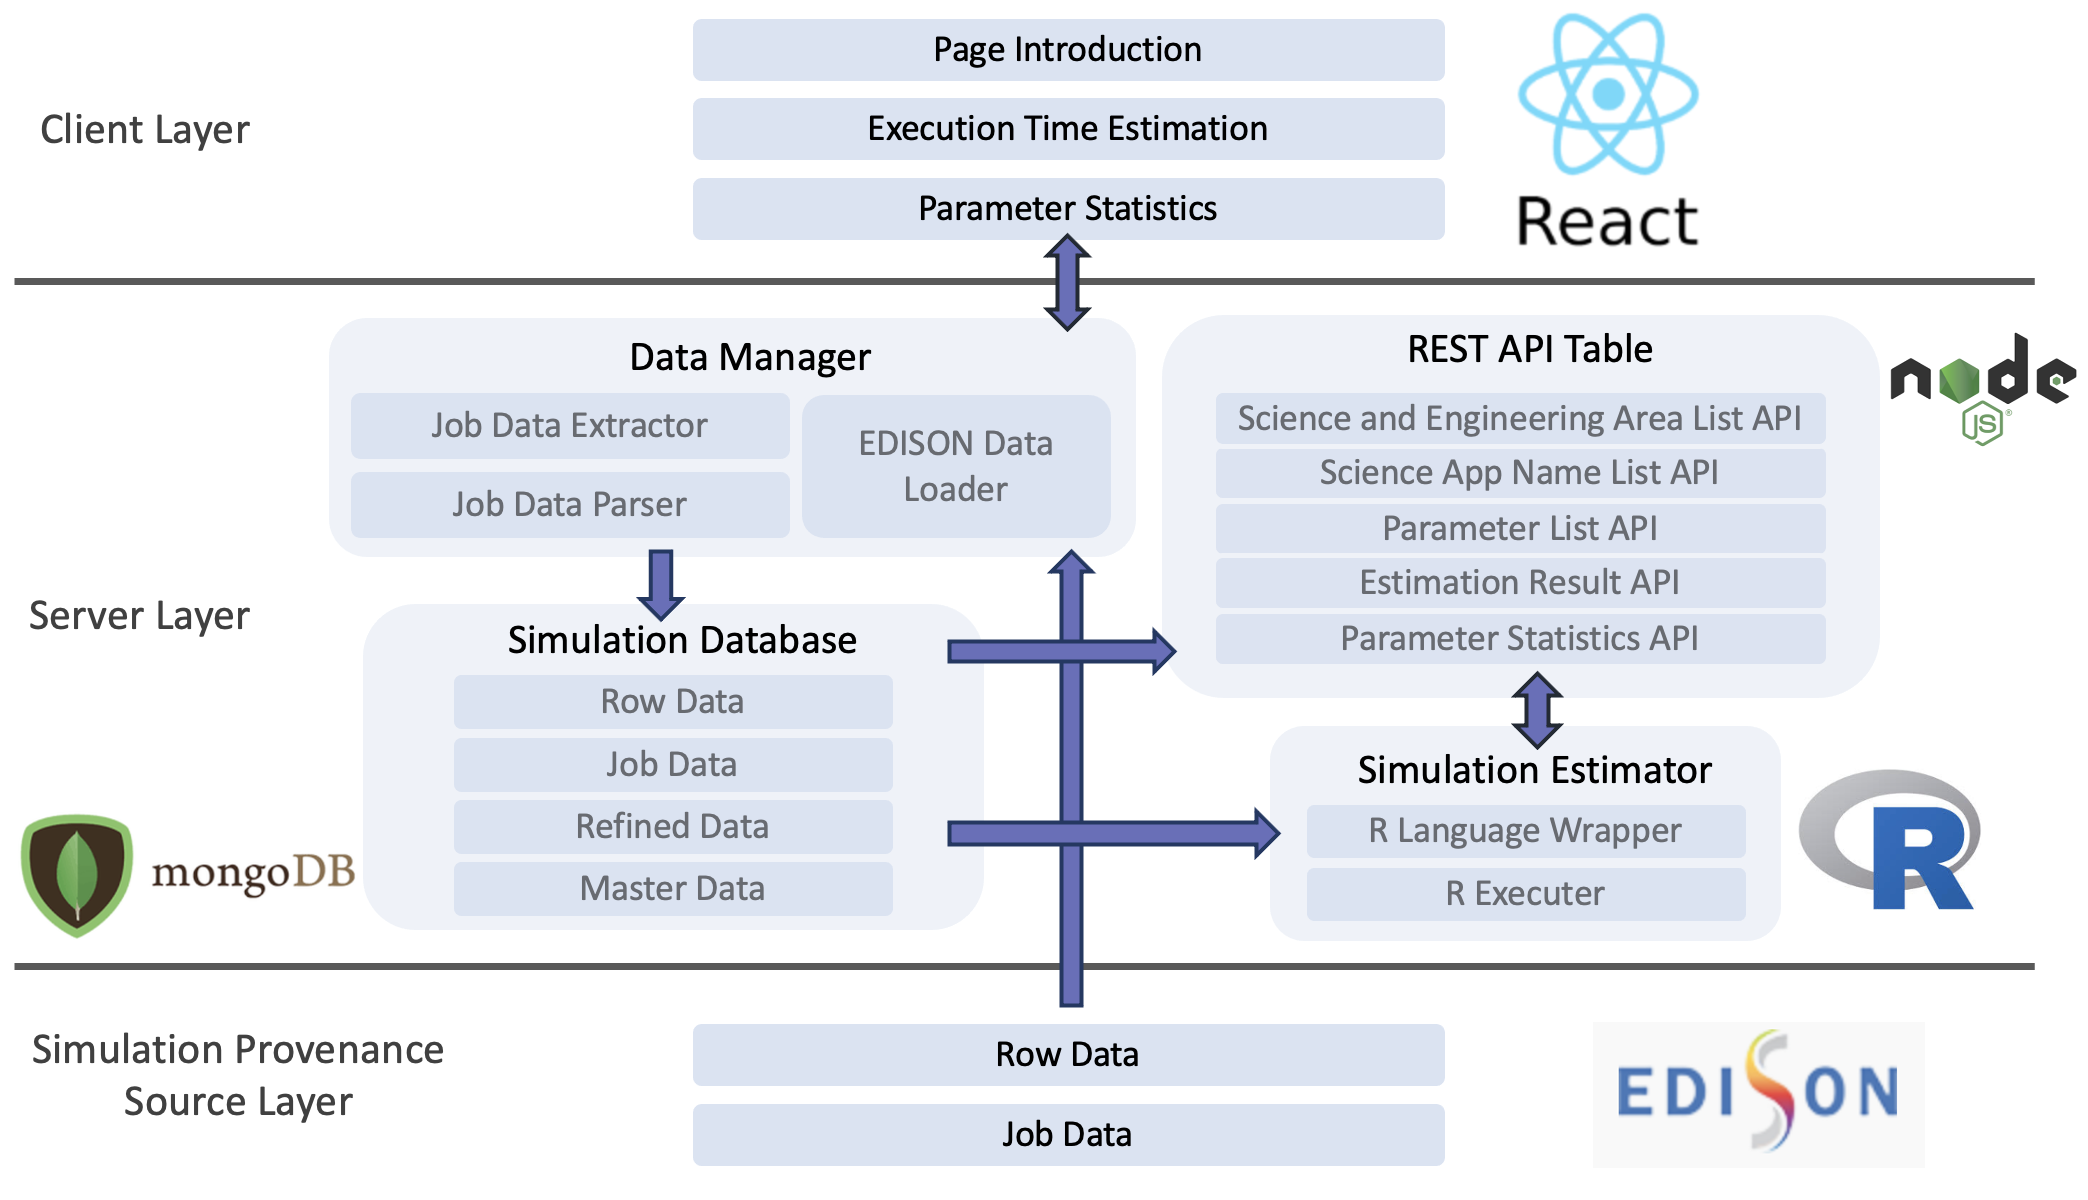 Page Introduction
Client Layer
Execution Time Estimation
Parameter Statistics
React
Data Manager
Job Data Extractor
Job Data Parser
EDISON Data
Loader
REST API Table
Science and Engineering Area List API
Science App Name List API
Parameter List API
Estimation Result API
Parameter Statistics API
node
JS
Server Layer
Simulation Database
Row Data
Job Data
Refined Data
Master Data
mongoDB
Simulation Estimator
R Language Wrapper
R Executer
R
Simulation Provenance
Source Layer
Row Data
Job Data
EDISON